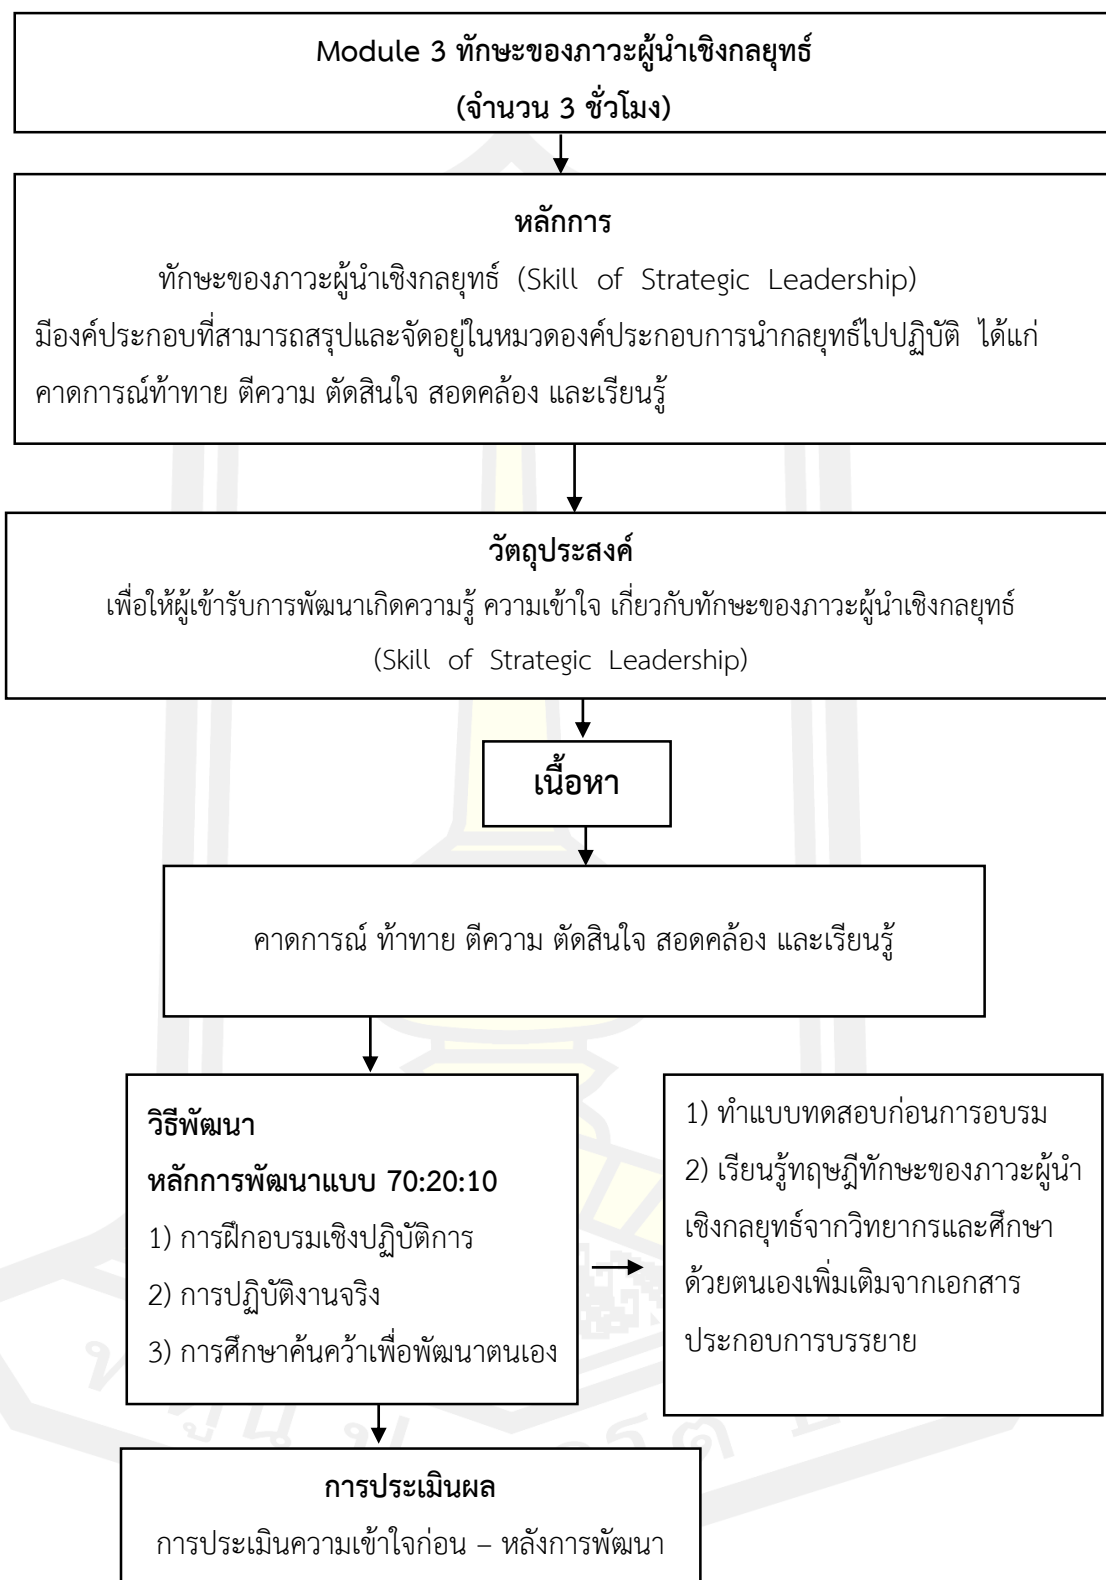 Module 3 ทักษะของภาวะผู้นำเชิงกลยุทธ์
(จำนวน 3 ชั่วโมง)
หลักการ
ทักษะของภาวะผู้นำเชิงกลยุทธ์ (Skill of Strategic Leadership)
มีองค์ประกอบที่สามารถสรุปและจัดอยู่ในหมวดองค์ประกอบการนำกลยุทธ์ไปปฏิบัติ ได้แก่
คาดการณ์ท้าทาย ตีความ ตัดสินใจ สอดคล้อง และเรียนรู้
วัตถุประสงค์
เพื่อให้ผู้เข้ารับการพัฒนาเกิดความรู้ ความเข้าใจ เกี่ยวกับทักษะของภาวะผู้นำเชิงกลยุทธ์
(Skill of Strategic Leadership)
เนื้อหา
คาดการณ์ ท้าทาย ตีความ ตัดสินใจ สอดคล้อง และเรียนรู้
วิธีพัฒนา
หลักการพัฒนาแบบ 70:20:10
1) การฝึกอบรมเชิงปฏิบัติการ
2) การปฏิบัติงานจริง
3) การศึกษาค้นคว้าเพื่อพัฒนาตนเอง
1) ทำแบบทดสอบก่อนการอบรม
2) เรียนรู้ทฤษฎีทักษะของภาวะผู้นำ
เชิงกลยุทธ์จากวิทยากรและศึกษา
ด้วยตนเองเพิ่มเติมจากเอกสาร
ประกอบการบรรยาย
การประเมินผล
การประเมินความเข้าใจก่อน – หลังการพัฒนา